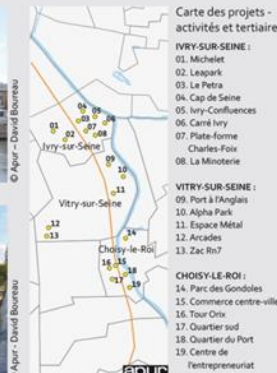 © Apur – David Boureau
Apur - David Boureau
04 05
01 03 06
02 07 08
Ivry-sur-Seine
09
10
Vitry-sur-Seine
11
12
13
14
Choisy-le-Roi
16 15
18
17 19
apur
Carte des projets -
activités et tertiaire
IVRY-SUR-SEINE :
01. Michelet
02. Leapark
03. Le Petra
04. Cap de Seine
05. Ivry-Confluences
06. Carré Ivry
07. Plate-forme
Charles-Foix
08. La Minoterie
VITRY-SUR-SEINE :
09. Port à l'Anglais
10. Alpha Park
11. Espace Métal
12. Arcades
13. Zac Rn7
CHOISY-LE-ROI :
14. Parc des Gondoles
15. Commerce centre-ville
16. Tour Orix
17. Quartier sud
18. Quartier du Port
19. Centre de
l'entrepreneuriat